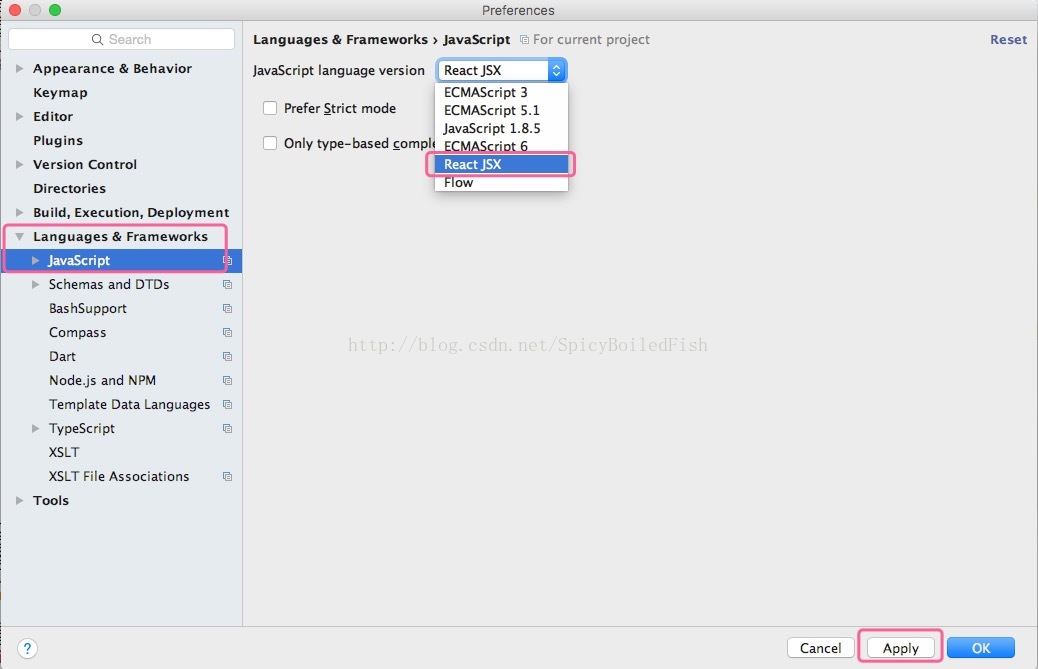 Preferences
Search
Languages & Frameworks › JavaScript For current project Reset
Appearance & Behavior
Keymap
Editor
Plugins
Version Control
Directories
Build, Execution, Deployment
Languages & Frameworks
JavaScript
Schemas and DTDs
BashSupport
Compass
Dart
Node.js and NPM
Template Data Languages
TypeScript
XSLT
XSLT File Associations
Tools
JavaScript language version React JSX
ECMAScript 3
ECMAScript 5.1
JavaScript 1.8.5
ECMAScript 6
React JSX
Flow
Prefer Strict mode
Only type-based comple
http://blog.csdn.net/SpicyBoiledFish
?
Cancel
Apply
OK